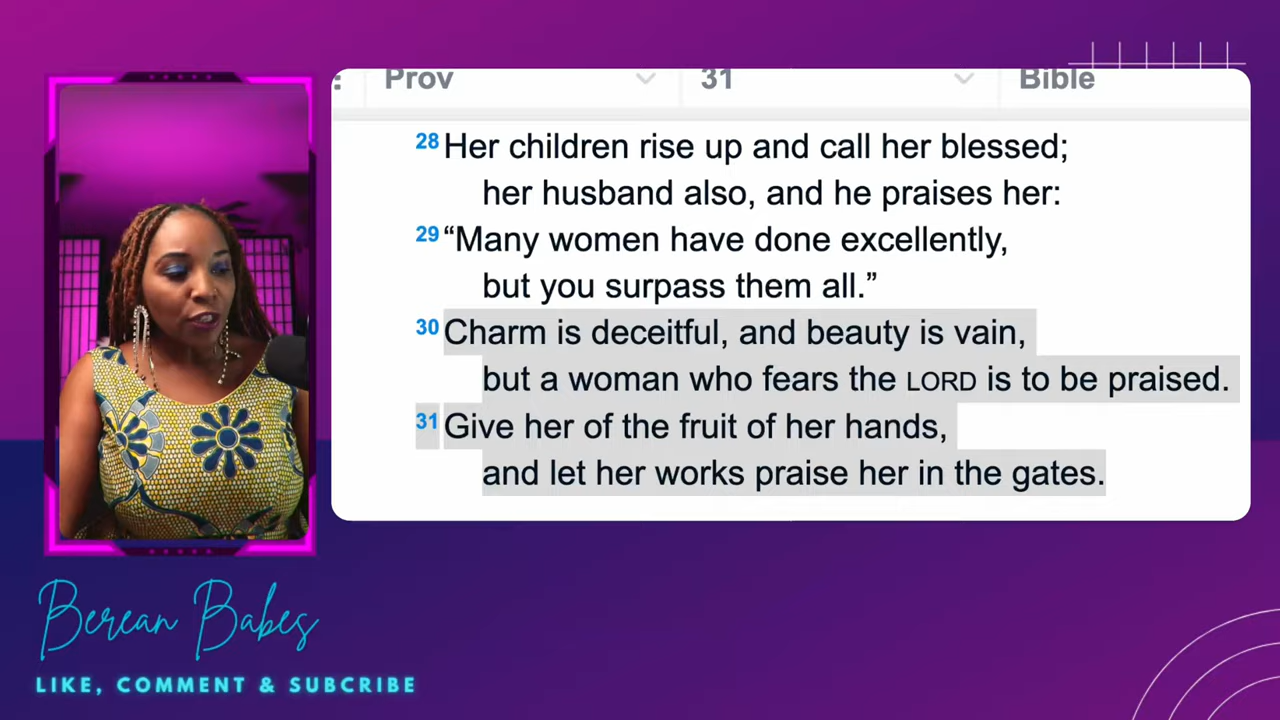 Prov 31 Bible
28 Her children rise up and call her blessed;
her husband also, and he praises her:
29 “Many women have done excellently,
but you surpass them all.”
30 Charm is deceitful, and beauty is vain,
but a woman who fears the LORD is to be praised.
31 Give her of the fruit of her hands,
and let her works praise her in the gates.
Berean Babes
LIKE, COMMENT & SUBCRIBE